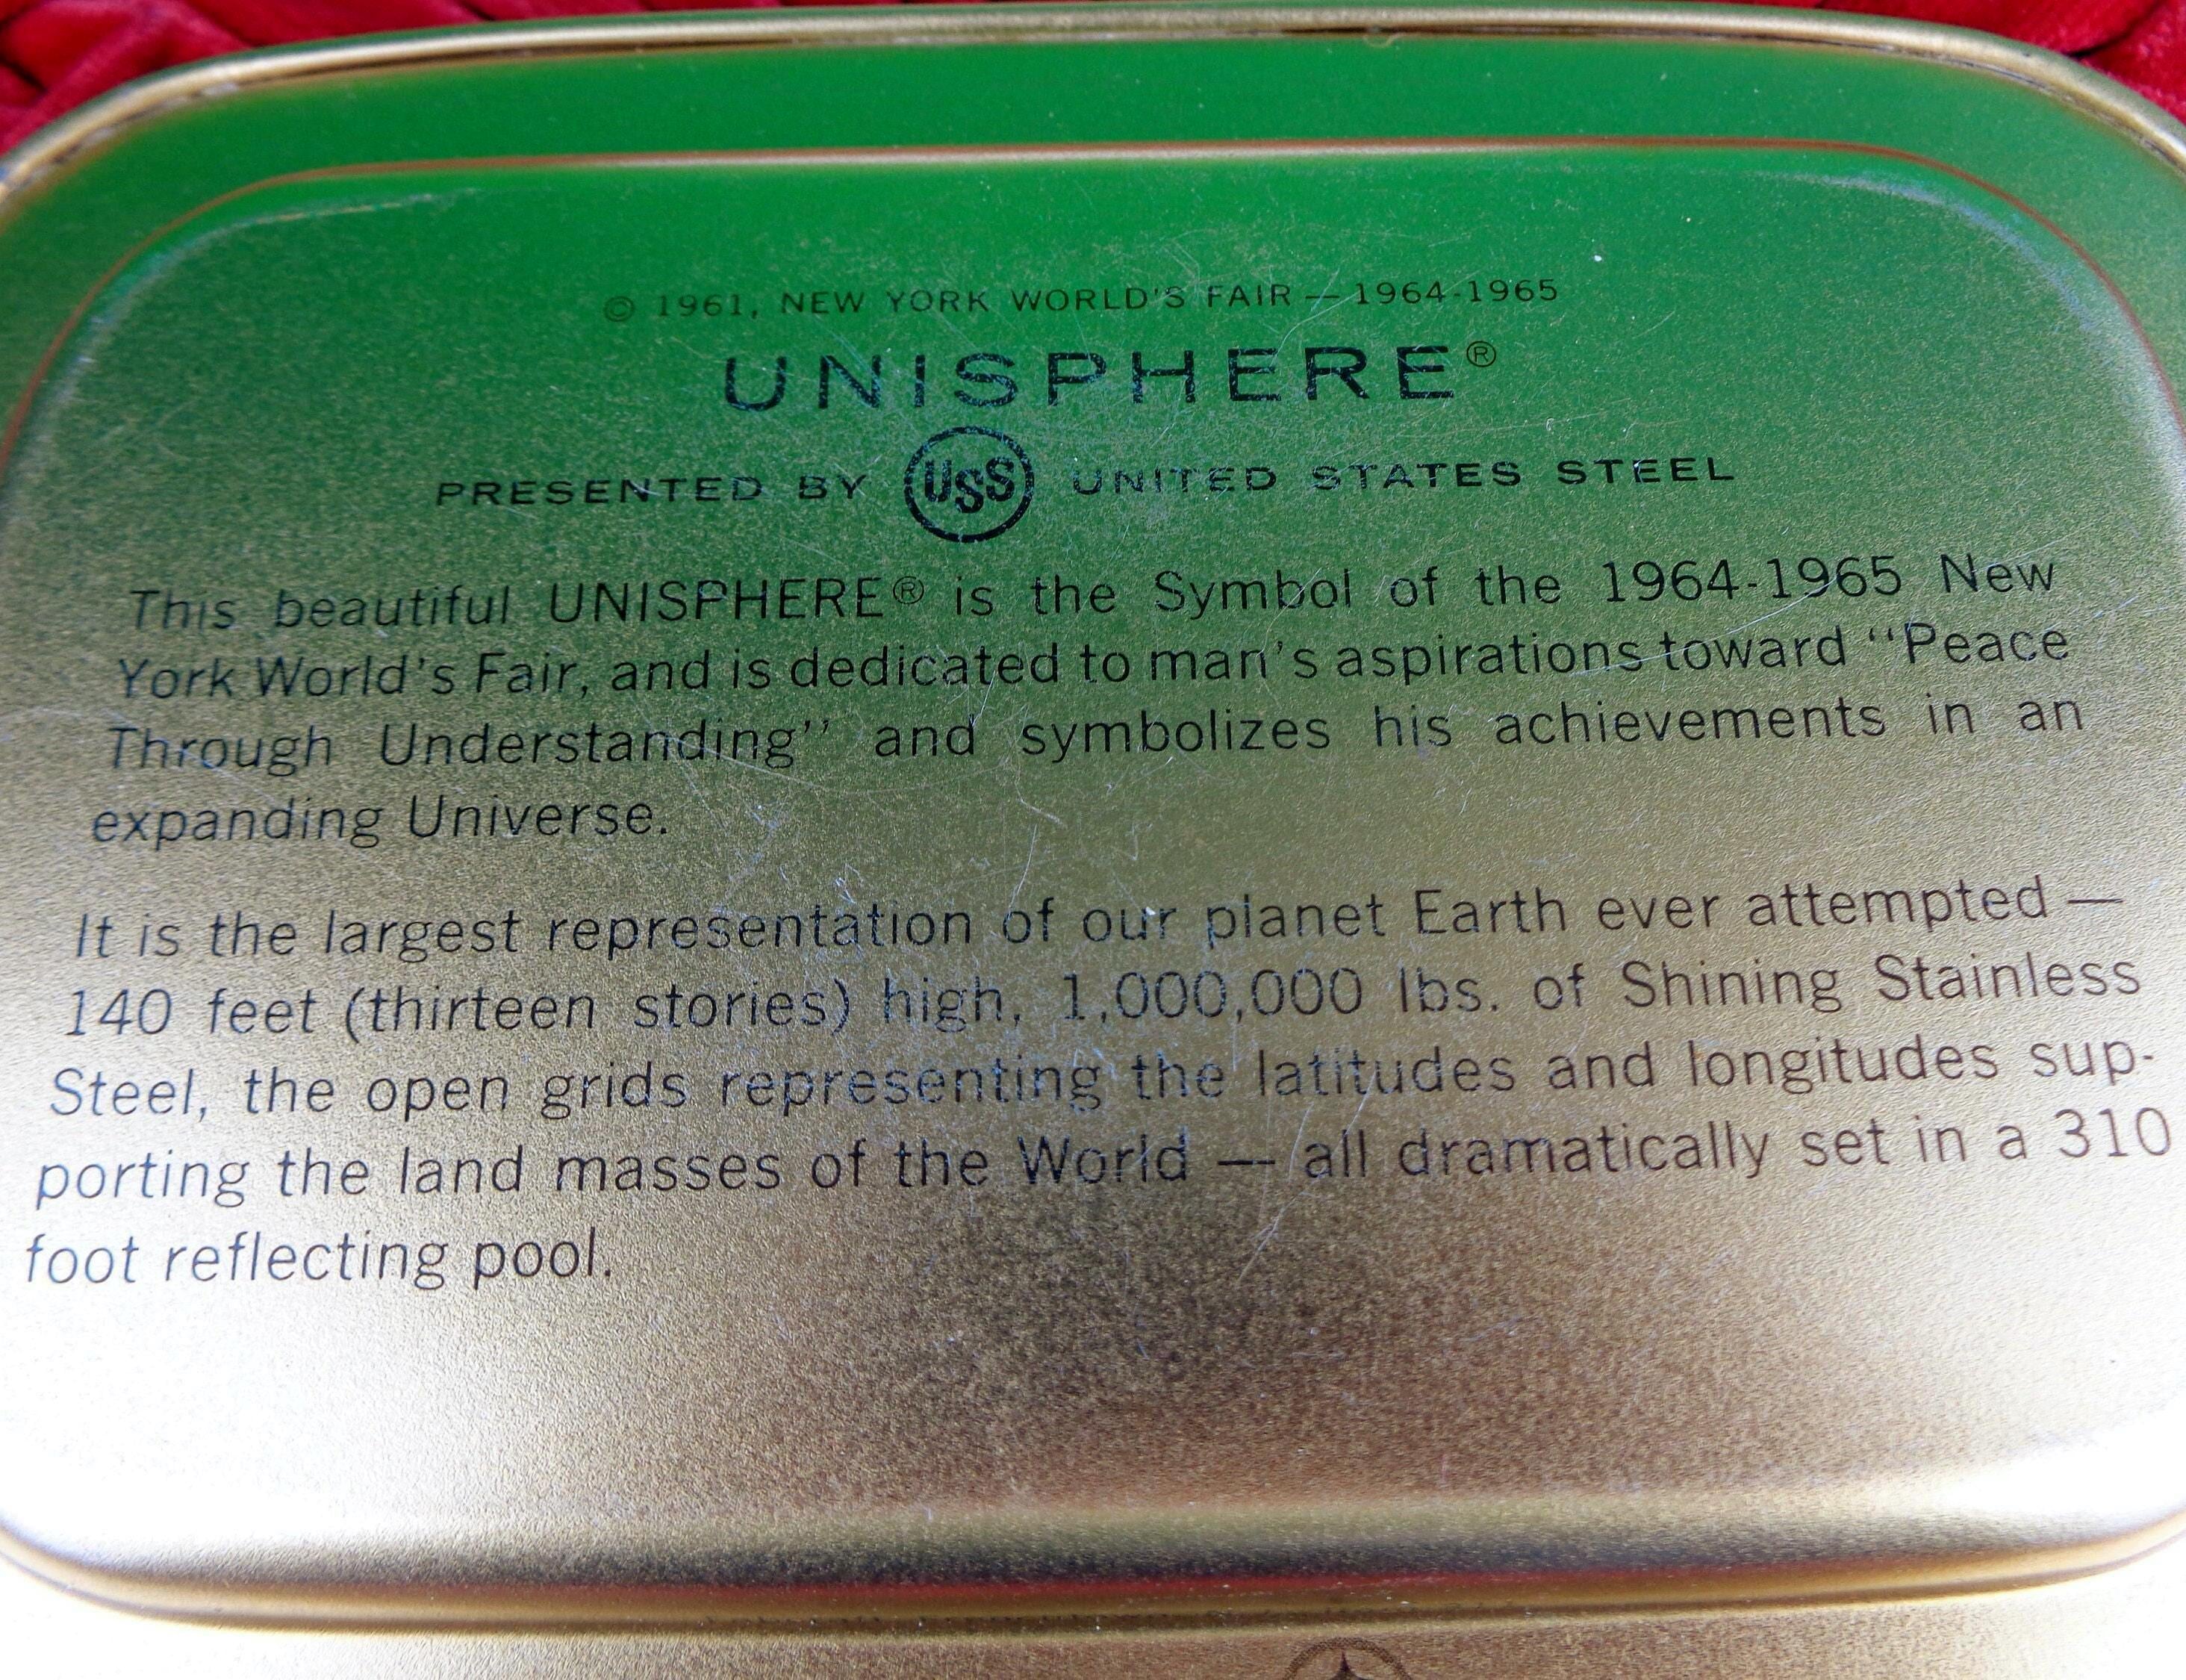 © 1961, NEW YORK WORLD'S FAIR — 1964-1965
UNISPHERE®
PRESENTED BY USS UNITED STATES STEEL
This beautiful UNISPHERE® is the Symbol of the 1964-1965 New
York World's Fair, and is dedicated to man's aspirations toward "Peace
Through Understanding" and symbolizes his achievements in an
expanding Universe.
It is the largest representation of our planet Earth ever attempted —
140 feet (thirteen stories) high, 1,000,000 lbs. of Shining Stainless
Steel, the open grids representing the latitudes and longitudes sup-
porting the land masses of the World — all dramatically set in a 310
foot reflecting pool.